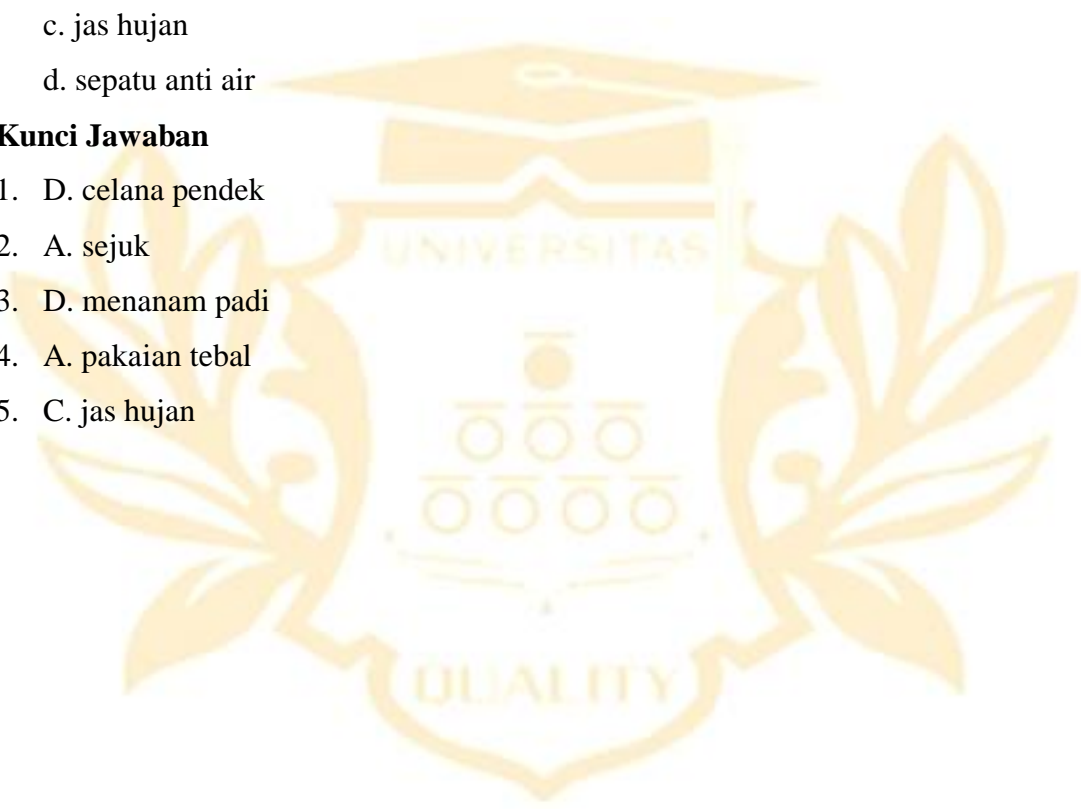 c. jas hujan
d. sepatu anti air
Kunci Jawaban
1. D. celana pendek
2. A. sejuk
3. D. menanam padi
4. A. pakaian tebal
5. C. jas hujan
UNIVERSITAS
QUALITY